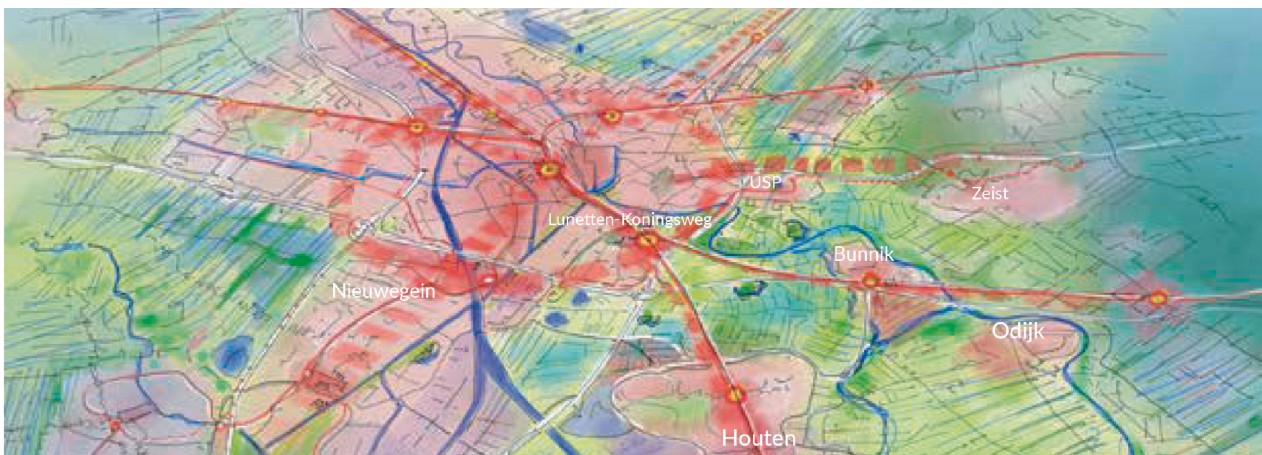 USP
Zeist
Lunetten-Koningsweg
Bunnik
Nieuwegein
Odijk
Houten